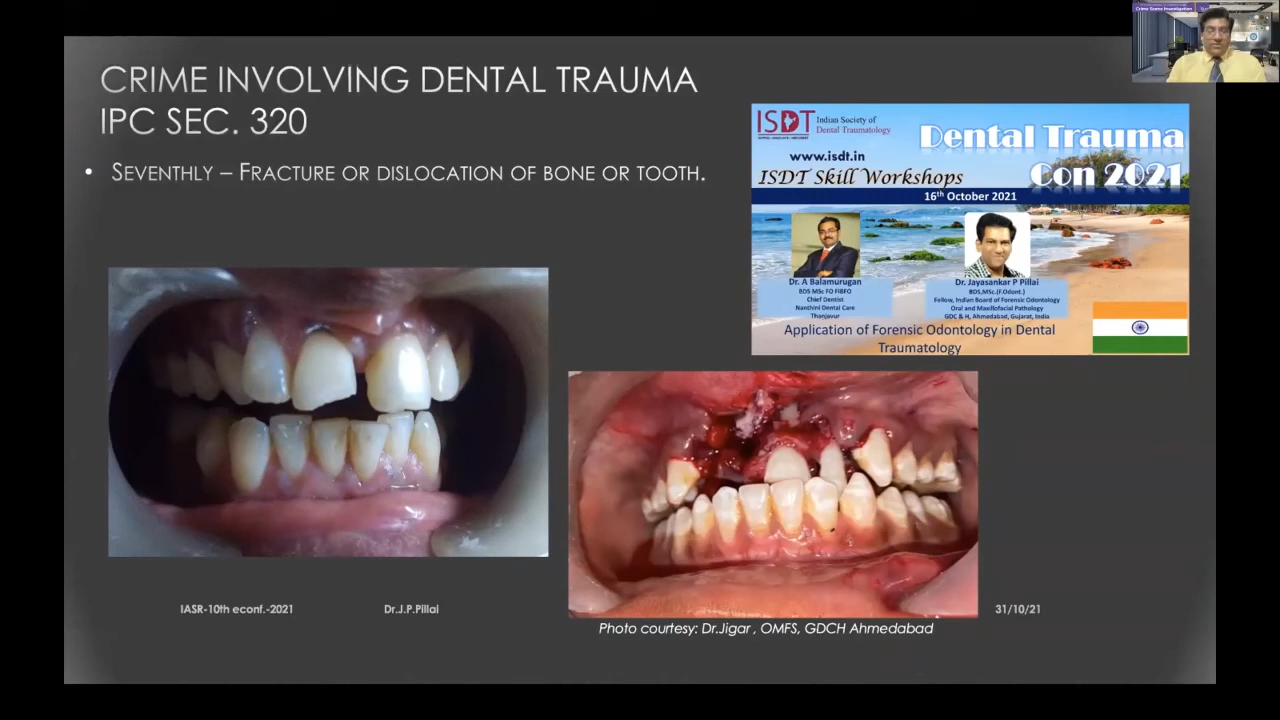 Crime Scene Investigation
CRIME INVOLVING DENTAL TRAUMA
IPC SEC. 320
• SEVENTHLY – FRACTURE OR DISLOCATION OF BONE OR TOOTH.
ISDT
Indian Society of
Dental Traumatology
www.isdt.in
ISDT Skill Workshops
Dental Trauma
Con 2021
16th October 2021
Dr. A Balamurugan
BDS MSc FO FIBFO
Chief Dentist
Nanthini Dental Care
Thanjavur
Dr. Jayasankar P Pillai
BDS,MSc.(F.Odont.)
Fellow, Indian Board of Forensic Odontology
Oral and Maxillofacial Pathology
GDC & H, Ahmedabad, Gujarat, India
Application of Forensic Odontology in Dental
Traumatology
IASR-10th econf.-2021
Dr.J.P.Pillai
31/10/21
Photo courtesy: Dr.Jigar , OMFS, GDCH Ahmedabad